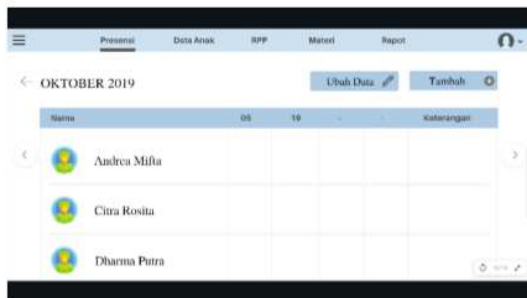 Presensi Data Anak RPP Materi Rapot
OKTOBER 2019 Ubah Data Tambah
Nama 05 19 - - Keterangan
Andrea Mifta
Citra Rosita
Dharma Putra